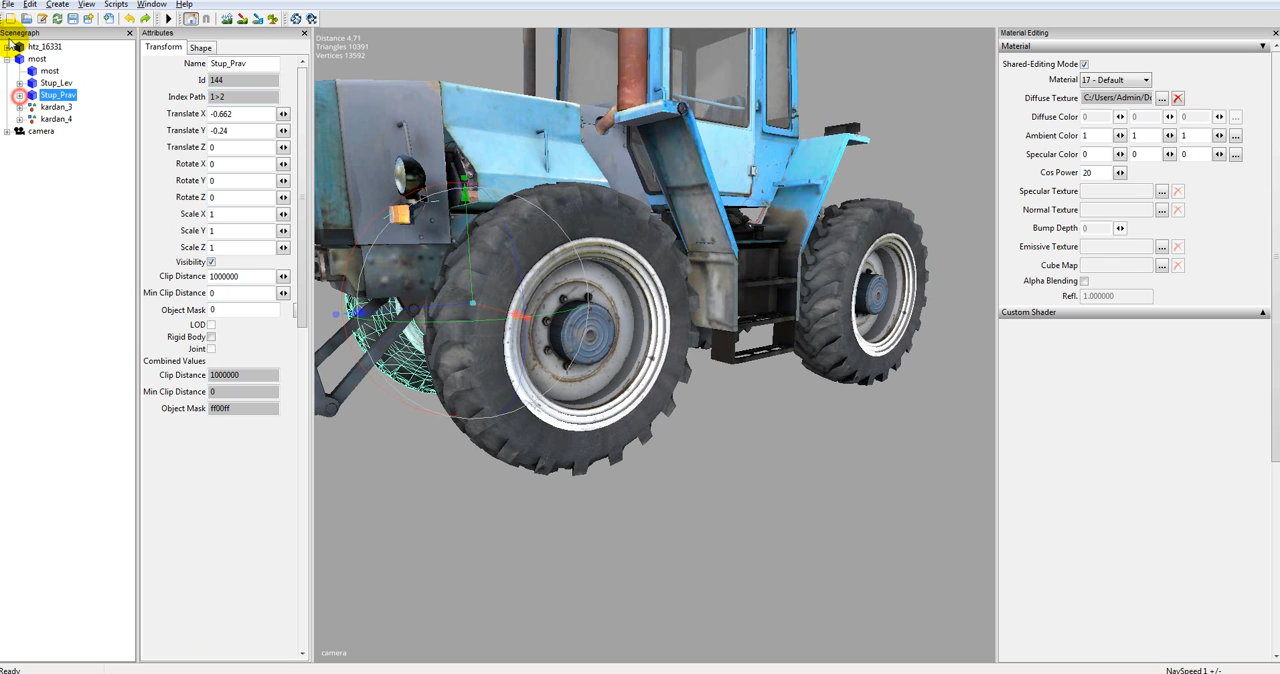 File Edit Create View Scripts Window Help
Scenegraph
htz_16331
most
most
Stup_Lev
Stup_Prav
kardan_3
kardan_4
camera
Attributes
Transform Shape
Name Stup_Prav
Id 144
Index Path 1>2
Translate X -0.662
Translate Y -0.24
Translate Z 0
Rotate X 0
Rotate Y 0
Rotate Z 0
Scale X 1
Scale Y 1
Scale Z 1
Visibility
Clip Distance 1000000
Min Clip Distance 0
Object Mask 0
LOD
Rigid Body
Joint
Combined Values
Clip Distance 1000000
Min Clip Distance 0
Object Mask ff00ff
Distance 4.71
Triangles 10391
Vertices 13592
camera
Material Editing
Material
Shared-Editing Mode
Material 17 - Default
Diffuse Texture C:/Users/Admin/D ...
Diffuse Color 0 0 0 ...
Ambient Color 1 1 1 ...
Specular Color 0 0 0 ...
Cos Power 20
Specular Texture ...
Normal Texture ...
Bump Depth 0
Emissive Texture ...
Cube Map ...
Alpha Blending
Refl. 1.000000
Custom Shader
Ready
NavSpeed 1 +/-